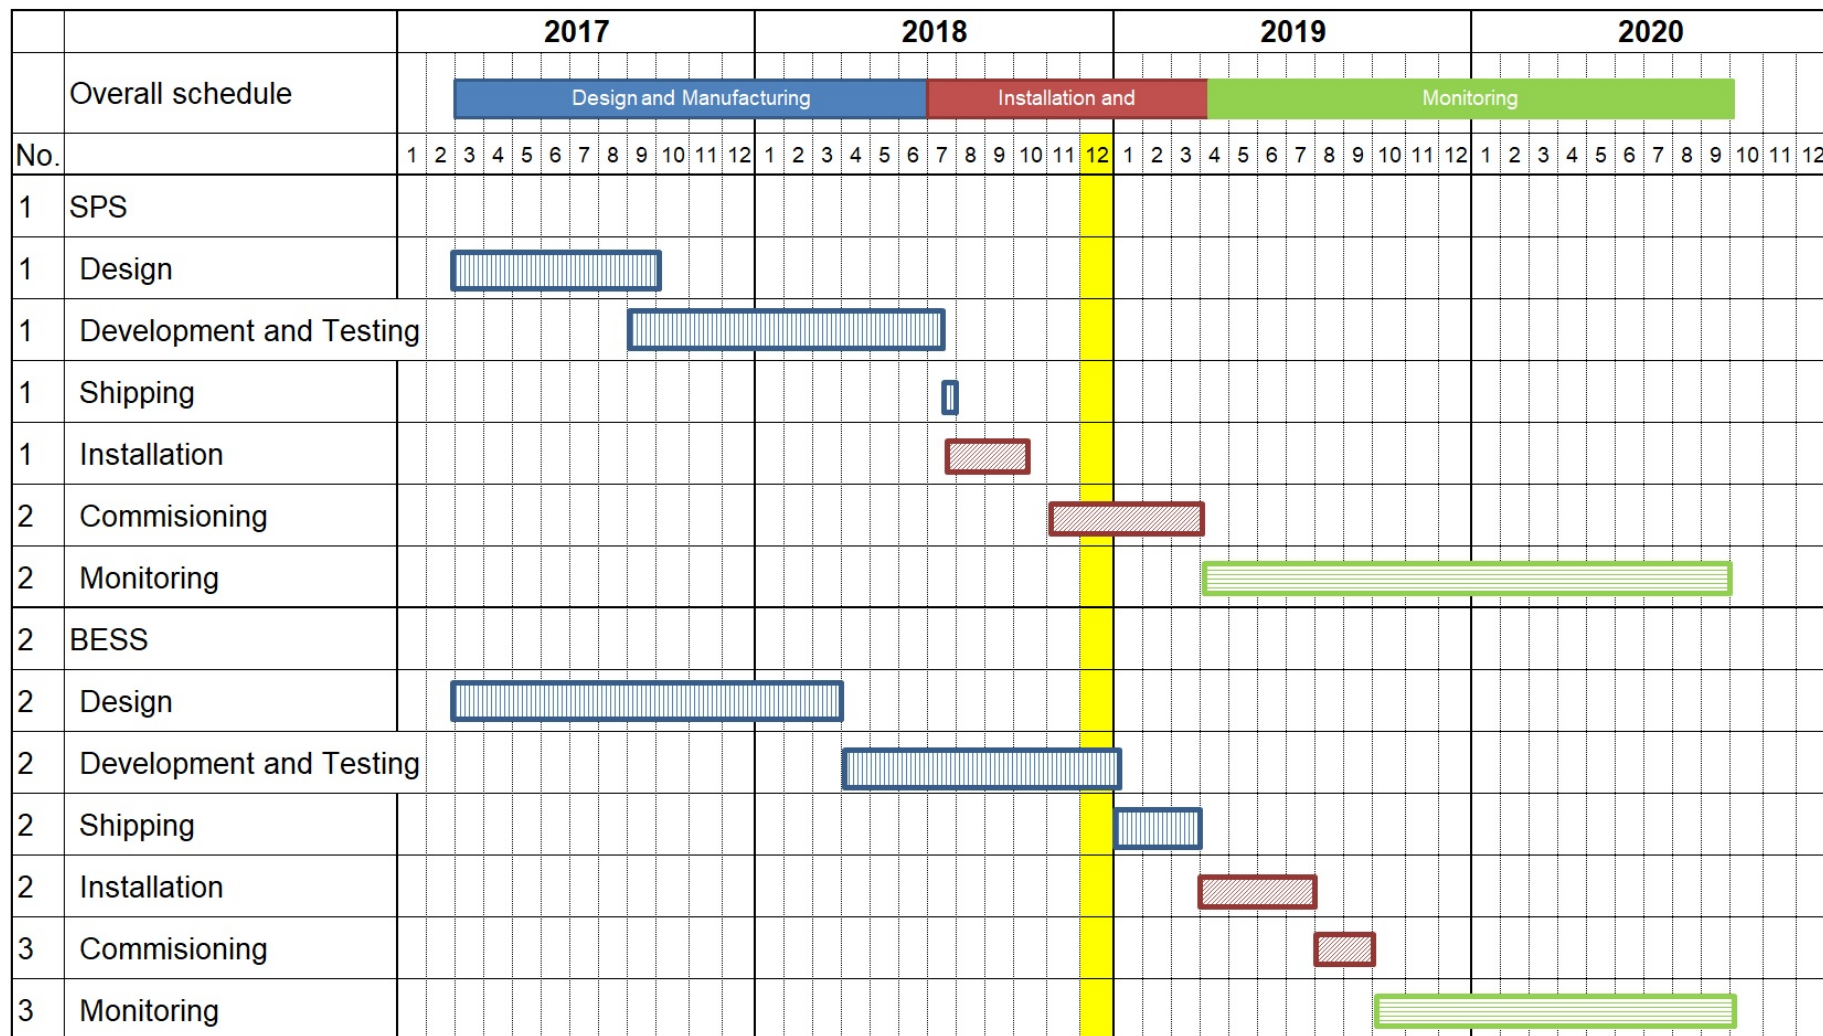 2017 2018 2019 2020
Overall schedule Design and Manufacturing Installation and Monitoring
No. 1 2 3 4 5 6 7 8 9 10 11 12 1 2 3 4 5 6 7 8 9 10 11 12 1 2 3 4 5 6 7 8 9 10 11 12 1 2 3 4 5 6 7 8 9 10 11 12
1 SPS
1 Design
1 Development and Testing
1 Shipping
1 Installation
2 Commisioning
2 Monitoring
2 BESS
2 Design
2 Development and Testing
2 Shipping
2 Installation
3 Commisioning
3 Monitoring